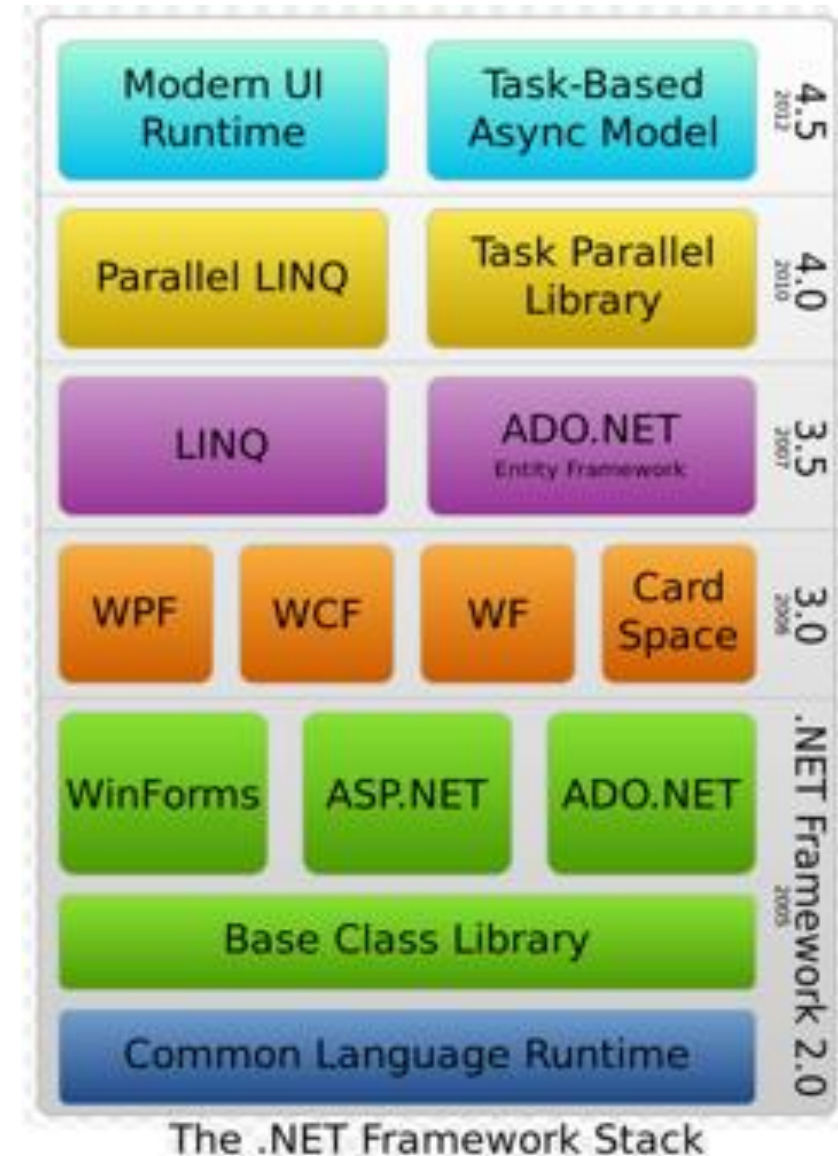 Modern UI
Runtime
Task-Based
Async Model
4.5
2012
Parallel LINQ
Task Parallel
Library
4.0
2010
LINQ
ADO.NET
Entity Framework
3.5
2007
WPF
WCF
WF
Card
Space
3.0
2006
WinForms
ASP.NET
ADO.NET
Base Class Library
Common Language Runtime
.NET Framework 2.0
2005
The .NET Framework Stack